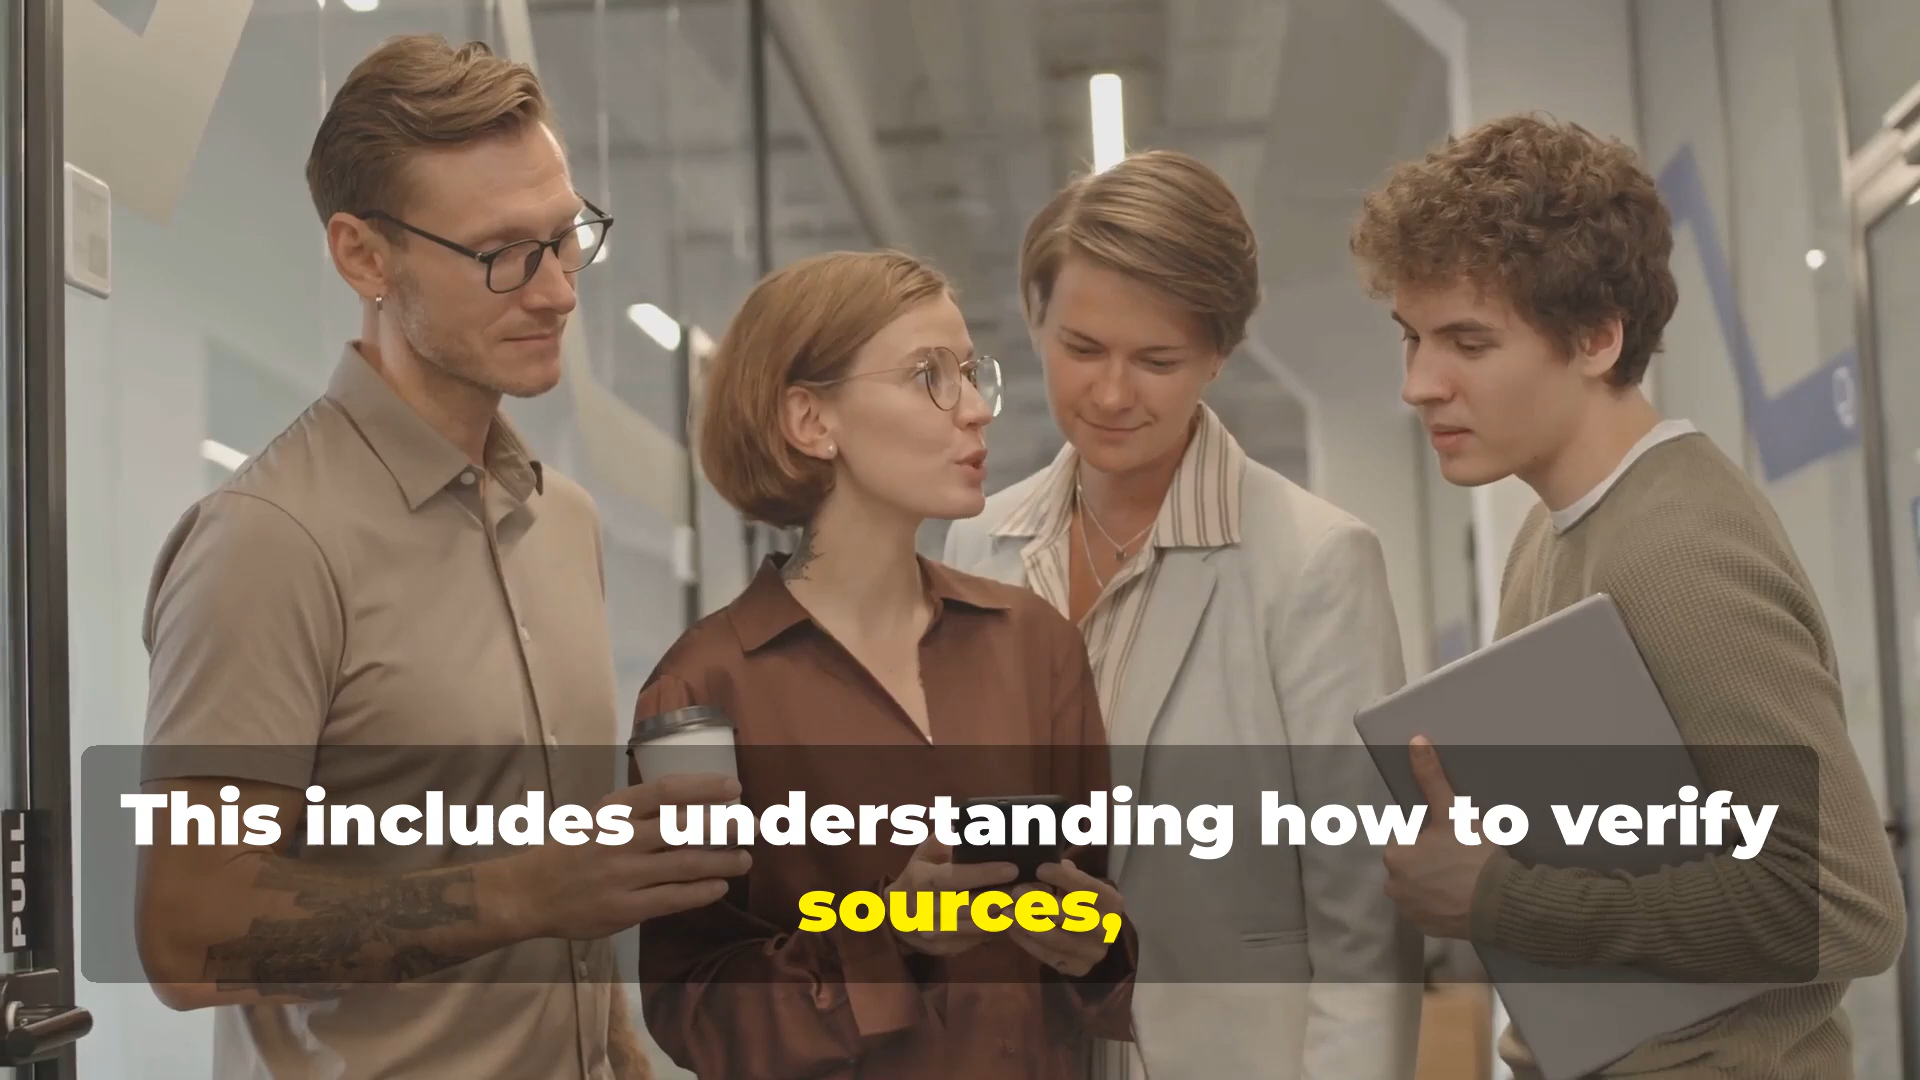 This includes understanding how to verify
sources,
PULL